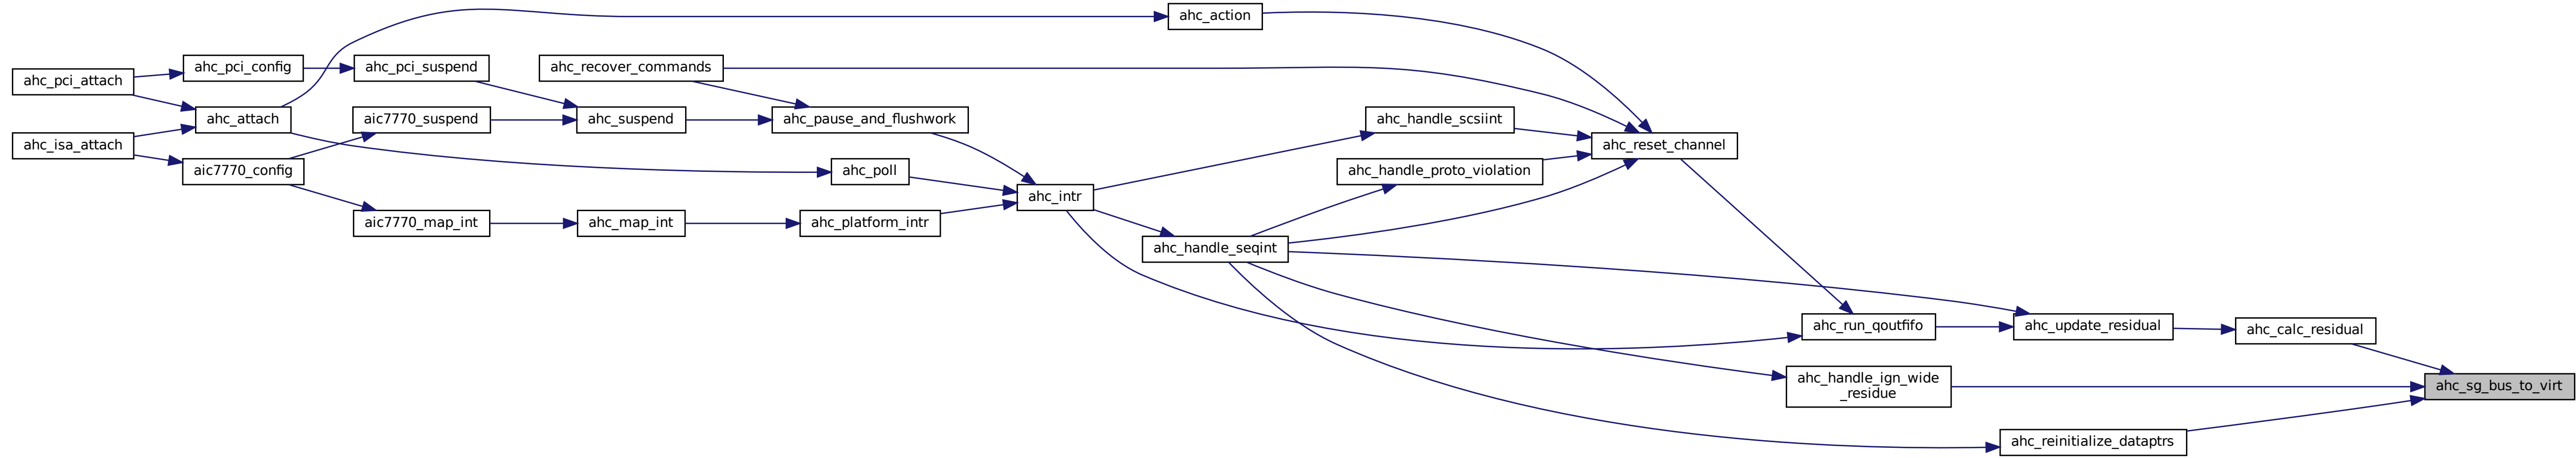 ahc_action
ahc_pci_attach
ahc_pci_config
ahc_pci_suspend
ahc_recover_commands
ahc_attach
aic7770_suspend
ahc_suspend
ahc_pause_and_flushwork
ahc_handle_scsiint
ahc_reset_channel
ahc_isa_attach
aic7770_config
ahc_poll
ahc_handle_proto_violation
ahc_intr
aic7770_map_int
ahc_map_int
ahc_platform_intr
ahc_handle_seqint
ahc_run_qoutfifo
ahc_update_residual
ahc_calc_residual
ahc_handle_ign_wide
_residue
ahc_sg_bus_to_virt
ahc_reinitialize_dataptrs